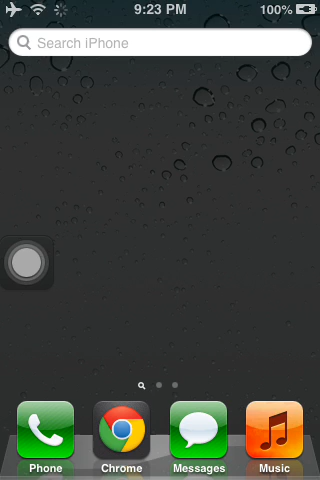 9:23 PM
100%
Search iPhone
Phone
Chrome
Messages
Music